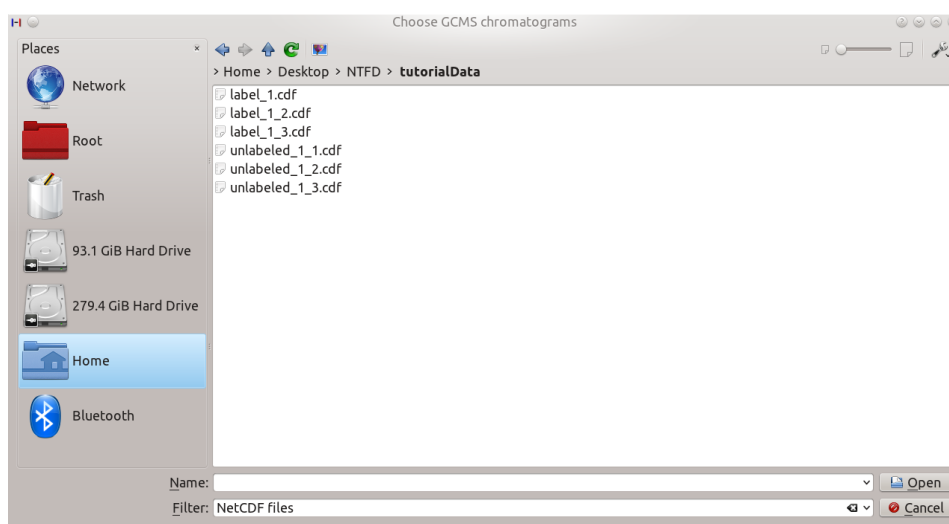 Choose GCMS chromatograms
Places
Network
Root
Trash
93.1 GiB Hard Drive
279.4 GiB Hard Drive
Home
Bluetooth
> Home > Desktop > NTFD > tutorialData
label_1.cdf
label_1_2.cdf
label_1_3.cdf
unlabeled_1_1.cdf
unlabeled_1_2.cdf
unlabeled_1_3.cdf
Name:
Open
Filter: NetCDF files
Cancel